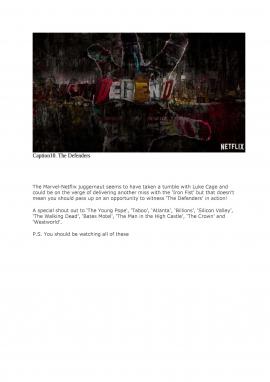 DEFEND
NETFLIX
Caption10. The Defenders
The Marvel-Netflix juggernaut seems to have taken a tumble with Luke Cage and
could be on the verge of delivering another miss with the 'Iron Fist' but that doesn't
mean you should pass up on an opportunity to witness 'The Defenders' in action!
A special shout out to 'The Young Pope', 'Taboo', 'Atlanta', 'Billions', 'Silicon Valley',
'The Walking Dead', 'Bates Motel', 'The Man in the High Castle', 'The Crown' and
'Westworld'.
P.S. You should be watching all of these